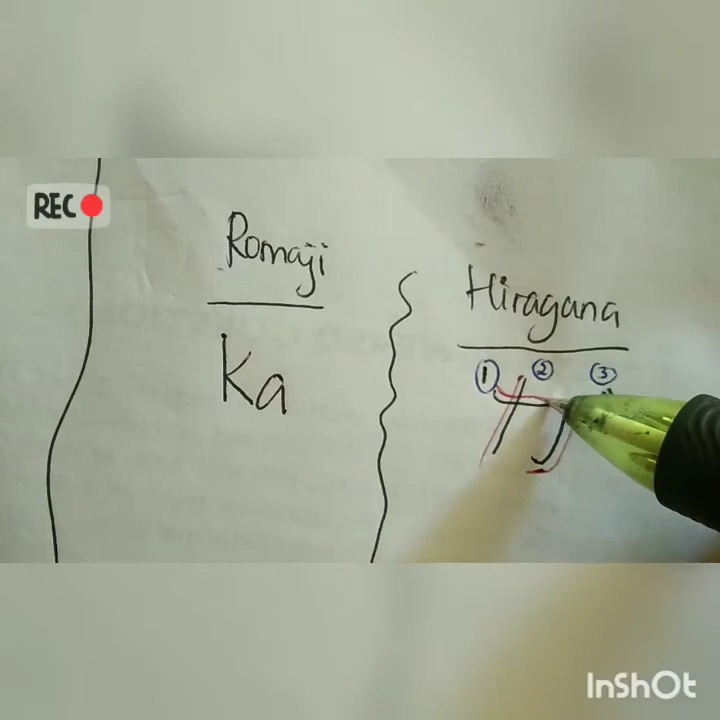 REC
Romaji
Hiragana
Ka
① ② ③
か
InShOt